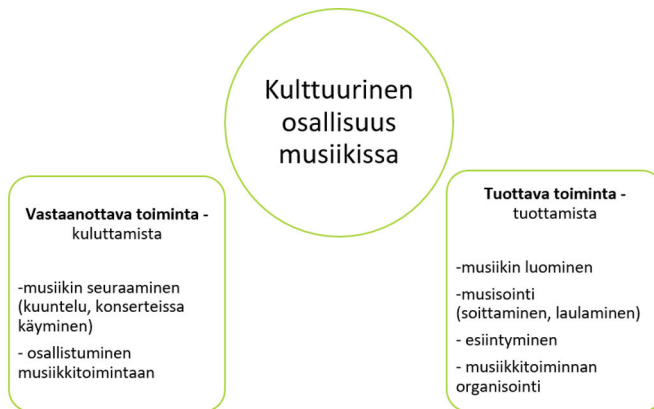 Kulttuurinen
osallisuus
musiikissa
Vastaanottava toiminta -
kuluttamista
-musiikin seuraaminen
(kuuntelu, konserteissa
käyminen)
- osallistuminen
musiikkitoimintaan
Tuottava toiminta -
tuottamista
-musiikin luominen
-musisointi
(soittaminen, laulaminen)
- esiintyminen
- musiikkitoiminnan
organisointi